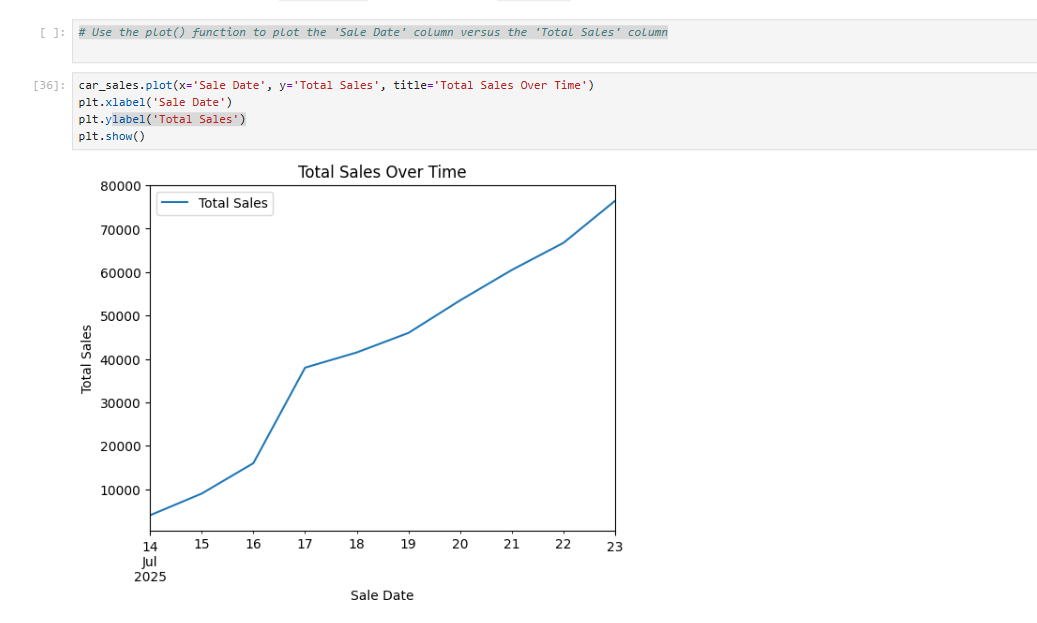 [ ]:
# Use the plot() function to plot the 'Sale Date' column versus the 'Total Sales' column
[36]:
car_sales.plot(x='Sale Date', y='Total Sales', title='Total Sales Over Time')
plt.xlabel('Sale Date')
plt.ylabel('Total Sales')
plt.show()
Total Sales Over Time
Total Sales
80000
70000
60000
50000
40000
30000
20000
10000
Total Sales
14 15 16 17 18 19 20 21 22 23
Jul
2025
Sale Date